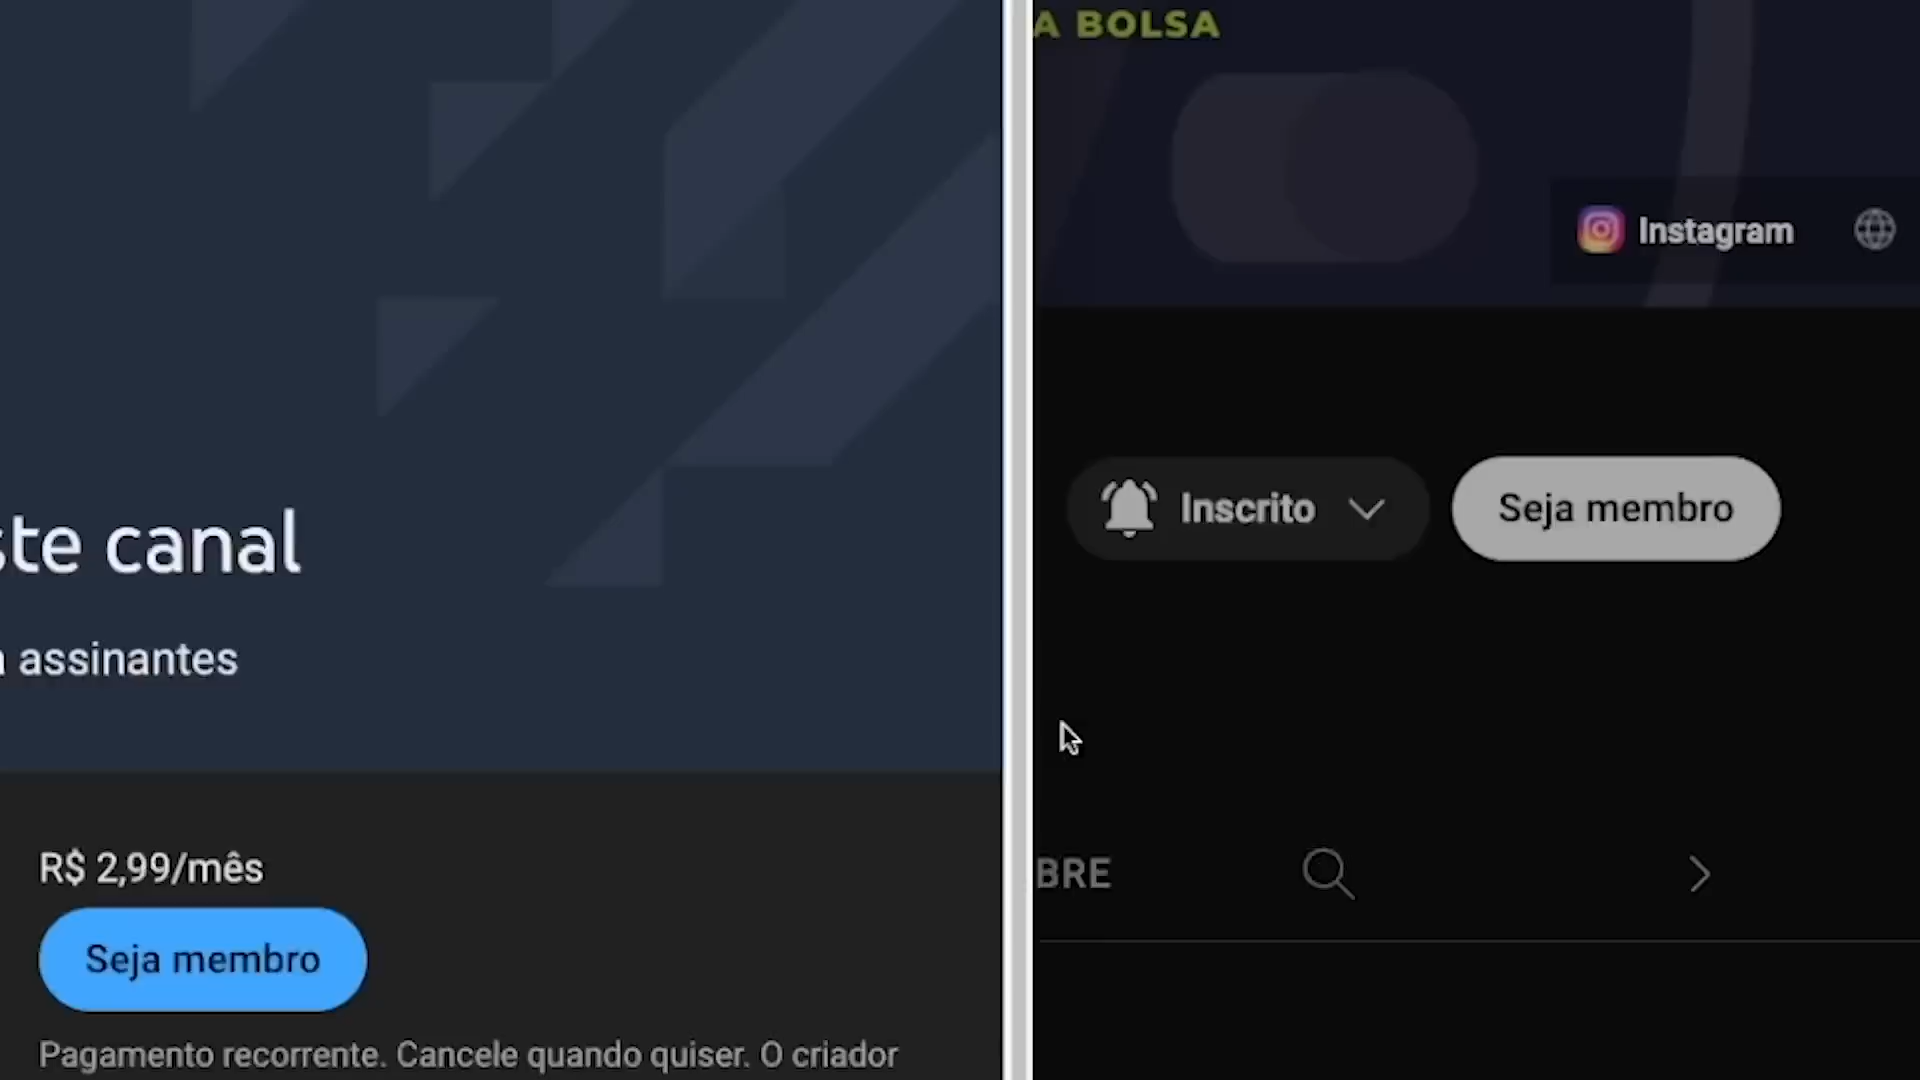 ste canal
a assinantes
R$ 2,99/mês
Seja membro
Pagamento recorrente. Cancele quando quiser. O criador
A BOLSA
Instagram
Inscrito
Seja membro
BRE